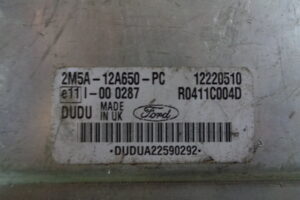 2M5A-12A650-PC 12220510
e11 I-00 0287 R0411C004D
DUDU MADE IN UK Ford
*DUDUA22590292*